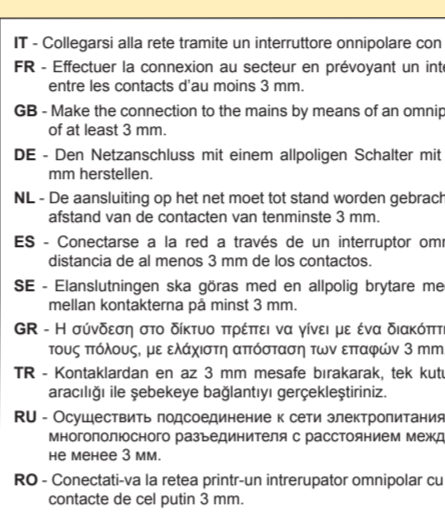 IT - Collegarsi alla rete tramite un interruttore onnipolare con
FR - Effectuer la connexion au secteur en prévoyant un
entre les contacts d'au moins 3 mm.
GB - Make the connection to the mains by means of an
of at least 3 mm.
DE - Den Netzanschluss mit einem allpoligen Schalter mit
mm herstellen.
NL - De aansluiting op het net moet tot stand worden
afstand van de contacten van tenminste 3 mm.
ES - Conectarse a la red a través de un interruptor
distancia de al menos 3 mm de los contactos.
SE - Elanslutningen ska göras med en allpolig brytare
mellan kontakterna på minst 3 mm.
GR - Η σύνδεση στο δίκτυο πρέπει να γίνει με ένα
τους πόλους, με ελάχιστη απόσταση των επαφών 3 mm
TR - Kontaklardan en az 3 mm mesafe bırakarak, tek
aracılığı ile şebekeye bağlantıyı gerçekleştiriniz.
RU - Осуществить подсоединение к сети электропитания
многополюсного разъединителя с расстоянием
не менее 3 мм.
RO - Conectati-va la retea printr-un intrerupator omnipolar cu
contacte de cel putin 3 mm.